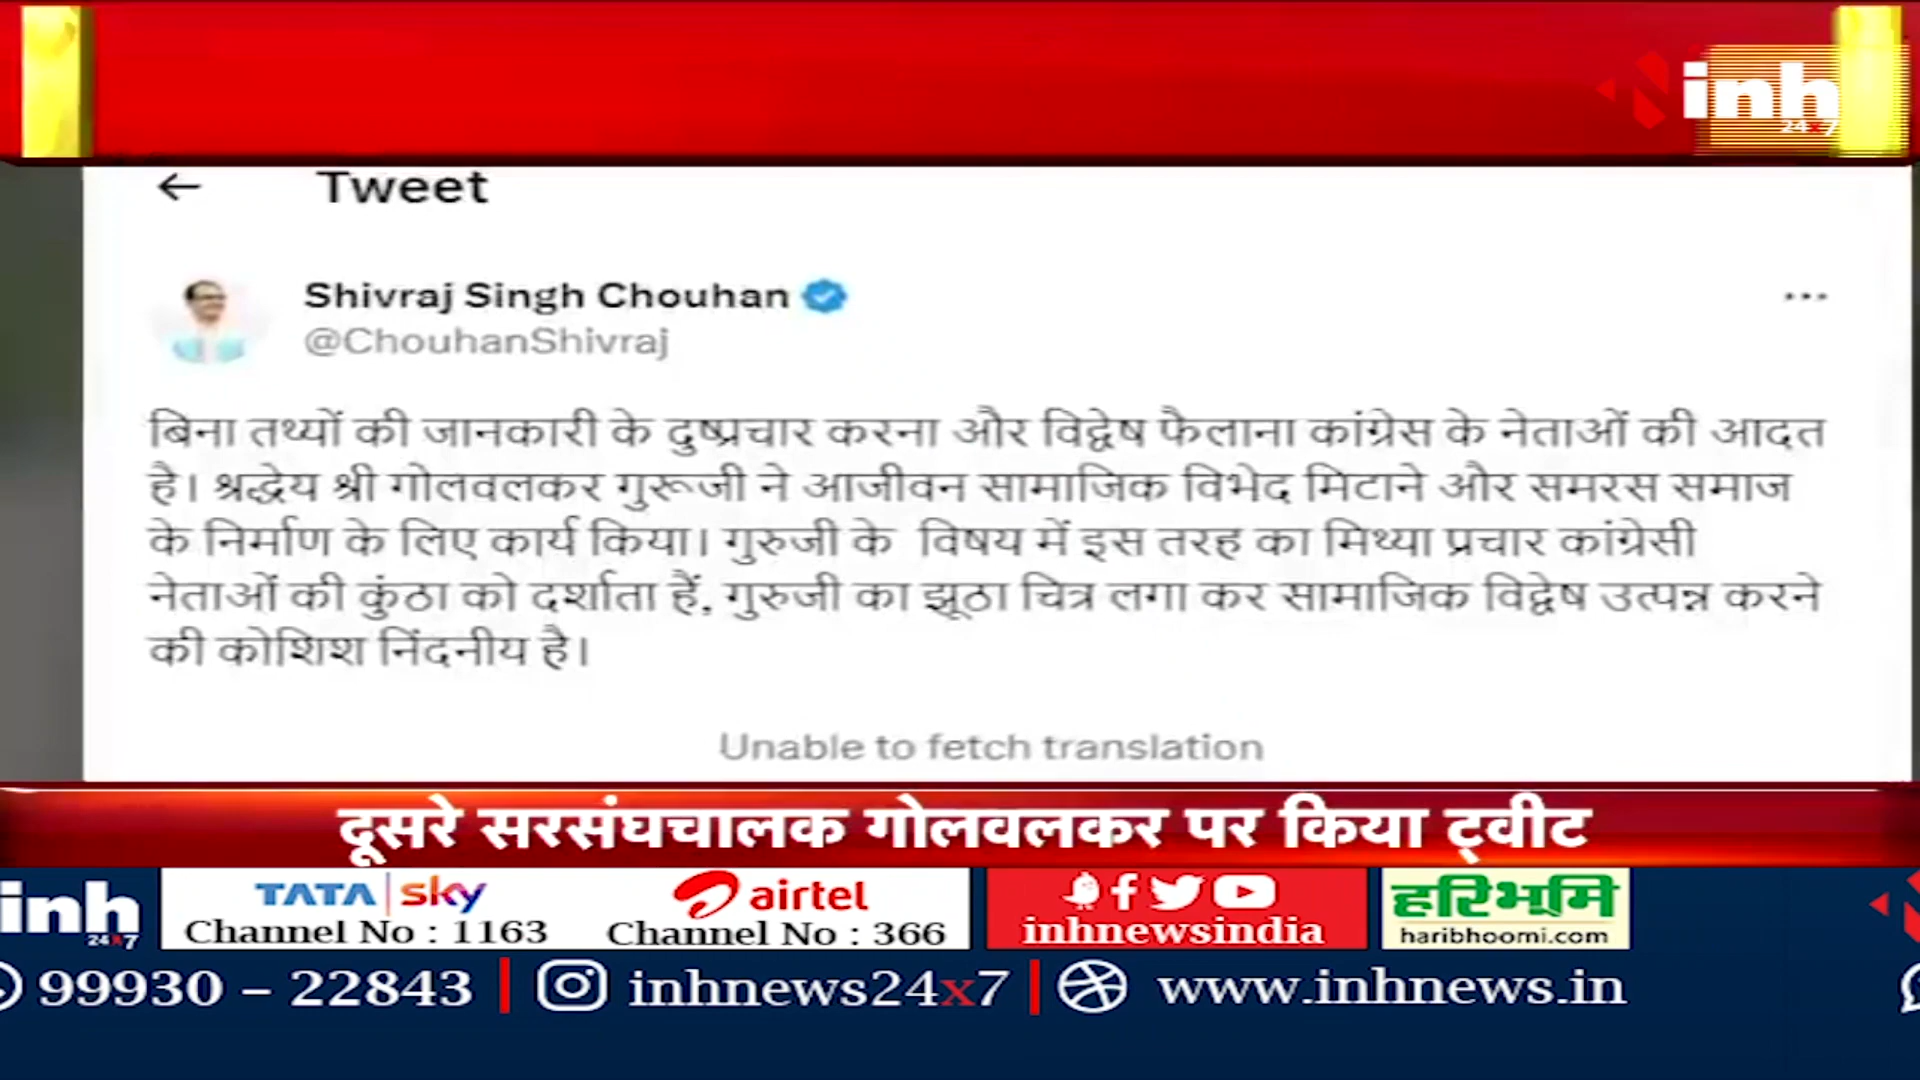 inh
24x7
Tweet
Shivraj Singh Chouhan
@ChouhanShivraj
बिना तथ्यों की जानकारी के दुष्प्रचार करना और विद्वेष फैलाना कांग्रेस के नेताओं की आदत
है। श्रद्धेय श्री गोलवलकर गुरूजी ने आजीवन सामाजिक विभेद मिटाने और समरस समाज
के निर्माण के लिए कार्य किया। गुरुजी के विषय में इस तरह का मिथ्या प्रचार कांग्रेसी
नेताओं की कुंठा को दर्शाता हैं, गुरुजी का झूठा चित्र लगा कर सामाजिक विद्वेष उत्पन्न करने
की कोशिश निंदनीय है।
Unable to fetch translation
दूसरे सरसंघचालक गोलवलकर पर किया ट्वीट
inh
24x7
TATA sky
Channel No : 1163
airtel
Channel No : 366
inhnewsindia
हरिभूमि
haribhoomi.com
99930 – 22843
inhnews24x7
www.inhnews.in